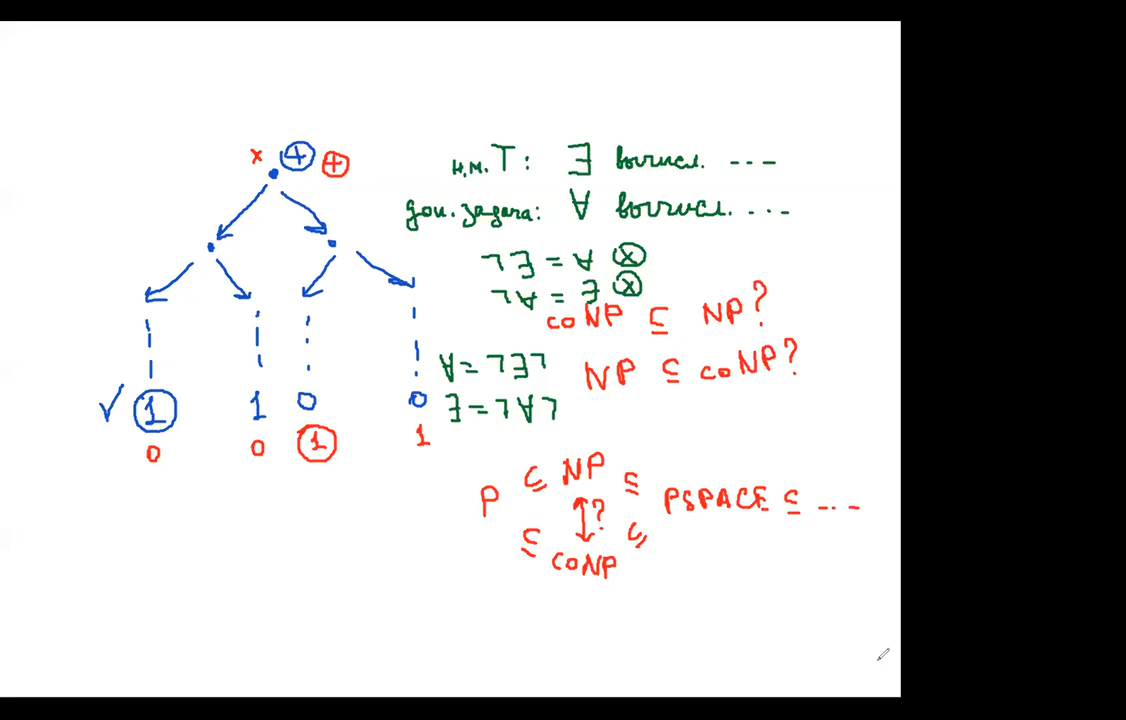 x ⊕ ⊕
н.м.Т: ∃ вычисл. ---
доп. задача: ∀ вычисл. ...
¬∃ = ∀ ⓧ
¬∀ = ∃ ⓧ
coNP ⊆ NP?
∀ = ¬∃¬
NP ⊆ coNP?
∃ = ¬∀¬
✓ 1 1 0 0
0 0 1 1
P ⊆ NP ⊆ PSPACE ⊆ ...
↕?
⊆ coNP ⊆